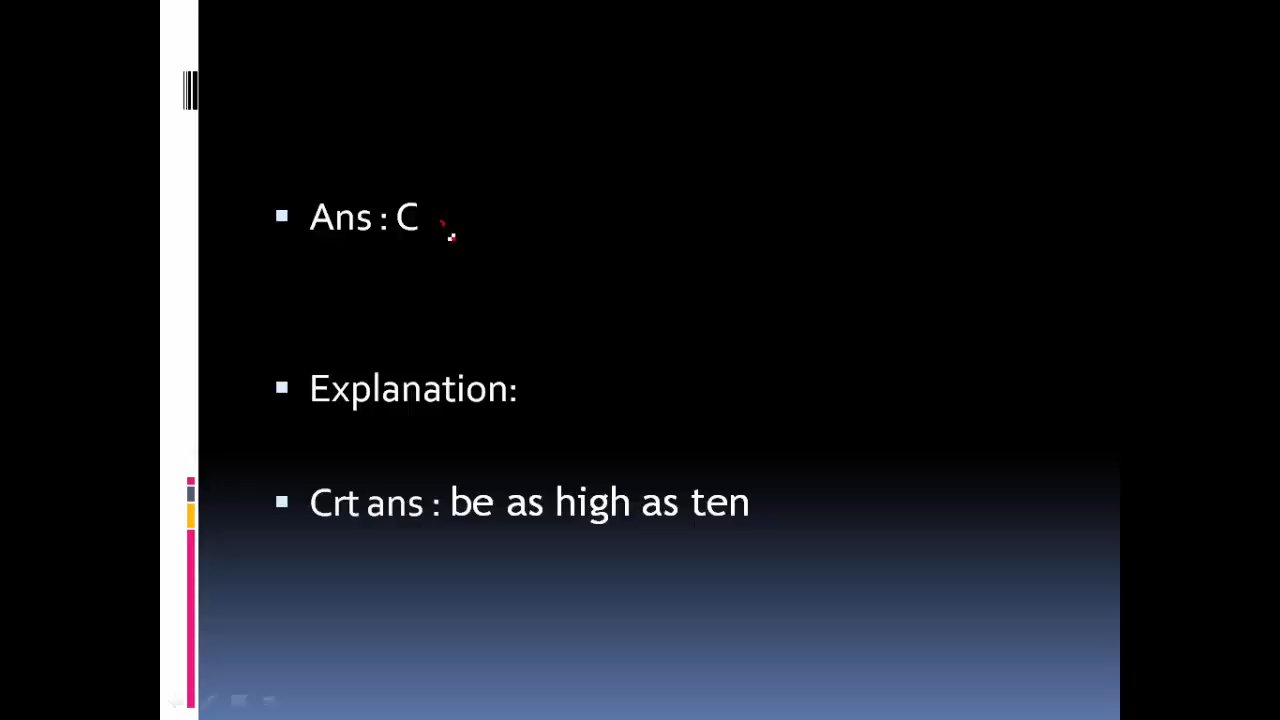 Ans : C
Explanation:
Crt ans : be as high as ten